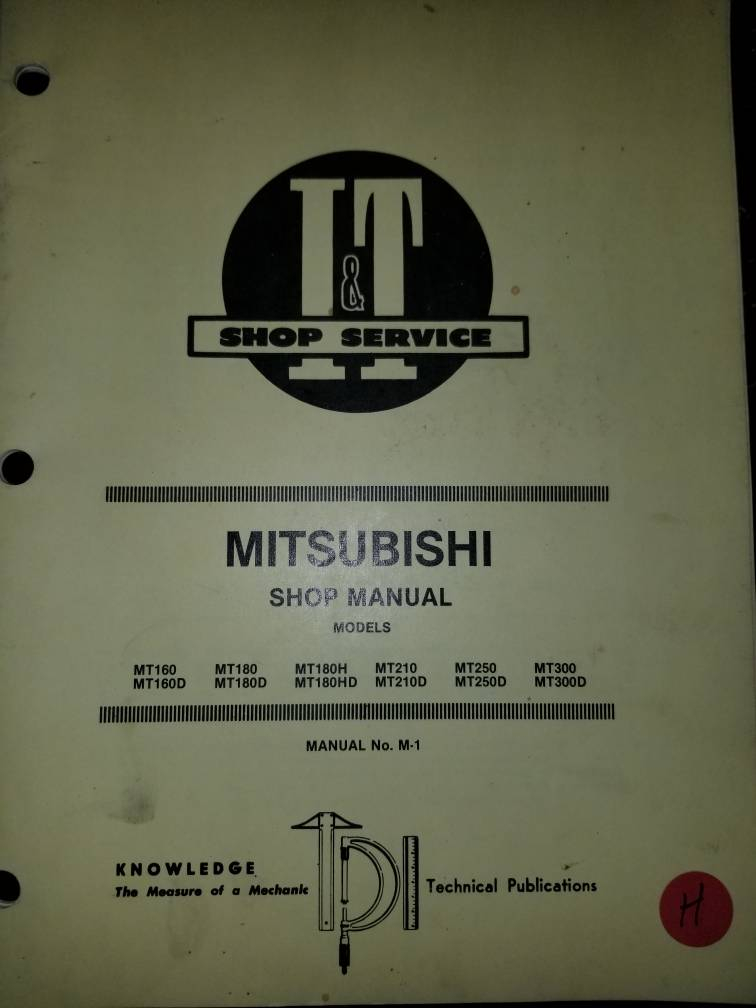 I&T
SHOP SERVICE
MITSUBISHI
SHOP MANUAL
MODELS
MT160 MT180 MT180H MT210 MT250 MT300
MT160D MT180D MT180HD MT210D MT250D MT300D
MANUAL No. M-1
KNOWLEDGE
The Measure of a Mechanic
TPI
Technical Publications
H